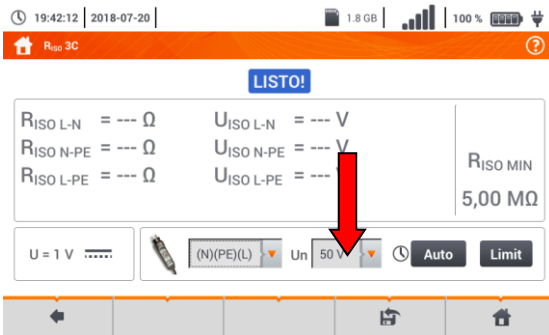 19:42:12 2018-07-20 1.8 GB 100 %
RISO 3C ?
LISTO!
RISO L-N = --- Ω UISO L-N = --- V
RISO N-PE = --- Ω UISO N-PE = --- V
RISO L-PE = --- Ω UISO L-PE = --- V
RISO MIN
5,00 MΩ
U = 1 V (N)(PE)(L) Un 50 V Auto Limit